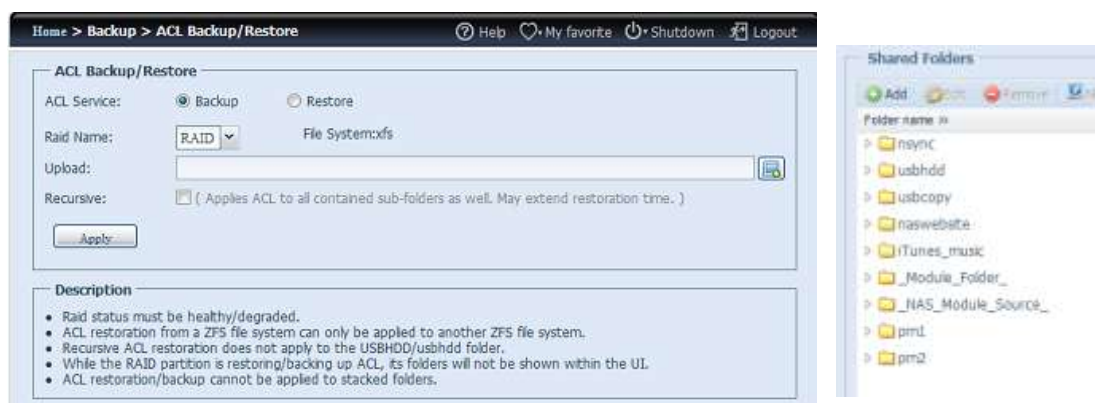 Home > Backup > ACL Backup/Restore
Help My favorite Shutdown Logout
ACL Backup/Restore
ACL Service: Backup Restore
Raid Name: RAID File System:xfs
Upload:
Recursive: ( Applies ACL to all contained sub-folders as well. May extend restoration time. )
Apply
Description
Raid status must be healthy/degraded.
ACL restoration from a ZFS file system can only be applied to another ZFS file system.
Recursive ACL restoration does not apply to the USBHDD/usbhdd folder.
While the RAID partition is restoring/backing up ACL, its folders will not be shown within the UI.
ACL restoration/backup cannot be applied to stacked folders.
Shared Folders
Add Edit Remove
Folder name
nsync
usbhdd
usbcopy
naswebsite
iTunes_music
_Module_Folder_
_NAS_Module_Source_
pm1
pm2